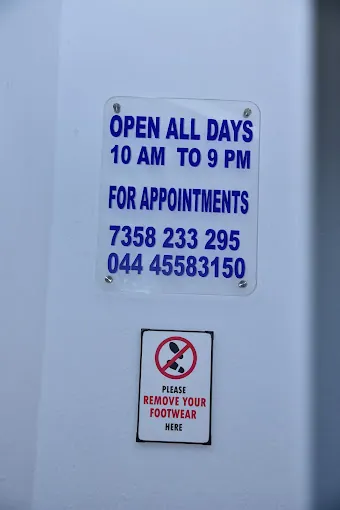 OPEN ALL DAYS
10 AM TO 9 PM
FOR APPOINTMENTS
7358 233 295
044 45583150
PLEASE
REMOVE YOUR
FOOTWEAR
HERE